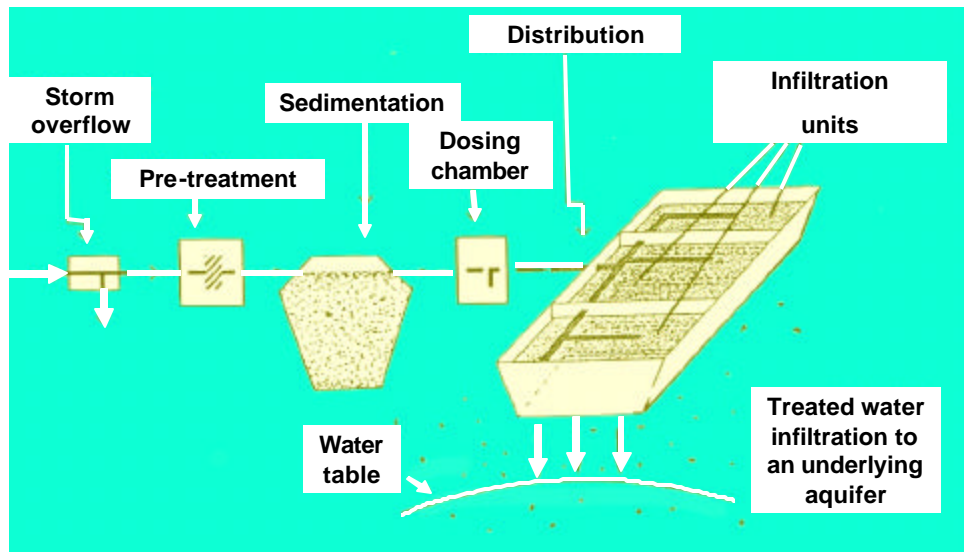 Distribution
Infiltration
units
Storm
overflow
Sedimentation
Dosing
chamber
Pre-treatment
Water
table
Treated water
infiltration to
an underlying
aquifer